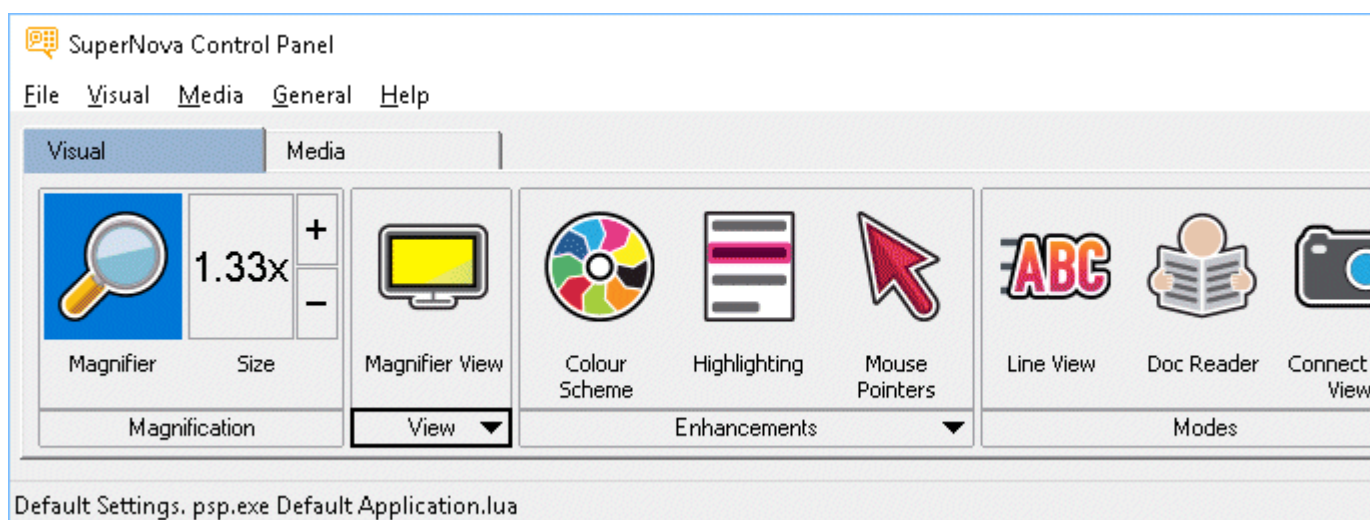 SuperNova Control Panel
File Visual Media General Help
Visual Media
1.33x + −
ABC
Magnifier Size Magnifier View Colour Scheme Highlighting Mouse Pointers Line View Doc Reader Connect View
Magnification View Enhancements Modes
Default Settings. psp.exe Default Application.lua